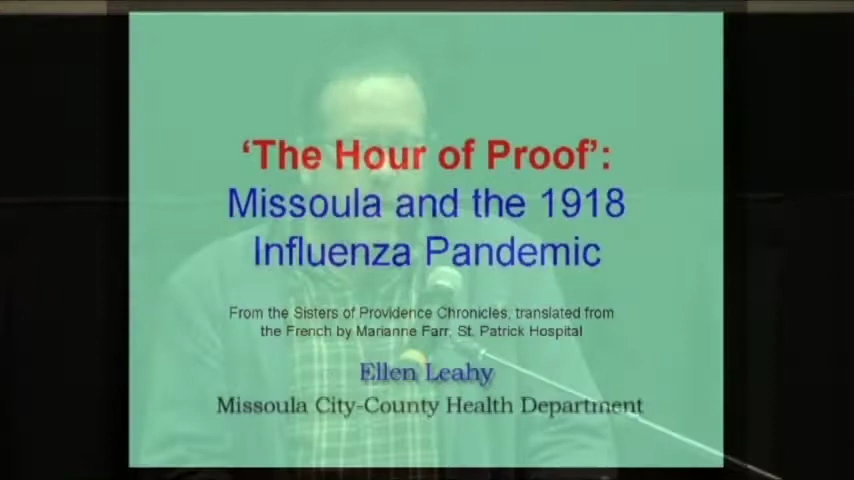 ‘The Hour of Proof’:
Missoula and the 1918
Influenza Pandemic
From the Sisters of Providence Chronicles, translated from
the French by Marianne Farr, St. Patrick Hospital
Ellen Leahy
Missoula City-County Health Department